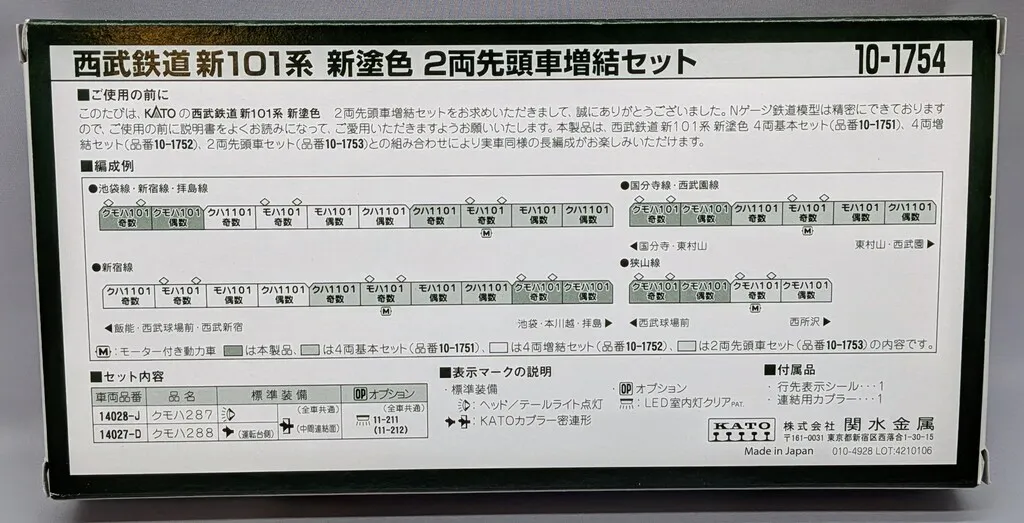 西武鉄道 新101系 新塗色 2両先頭車増結セット 10-1754
■ご使用の前に
このたびは、KATOの西武鉄道 新101系 新塗色 2両先頭車増結セットをお求めいただきまして、誠にありがとうございました。Nゲージ鉄道模型は精密にできております
ので、ご使用の前に説明書をよくお読みになって、ご愛用いただきますようお願いいたします。本製品は、西武鉄道 新101系 新塗色 4両基本セット(品番10-1751)、4両増
結セット(品番10-1752)、2両先頭車セット(品番10-1753)との組み合わせにより実車同様の長編成がお楽しみいただけます。
■編成例
●池袋線・新宿線・拝島線
クモハ101 クモハ101 クハ1101 モハ101 モハ101 クハ1101 クハ1101 モハ101 モハ101 クハ1101
奇数 偶数 奇数 奇数 偶数 偶数 奇数 奇数 偶数 偶数
M
●国分寺線・西武園線
クモハ101 クモハ101 クハ1101 モハ101 モハ101 クハ1101
奇数 偶数 奇数 奇数 偶数 偶数
M
◀国分寺・東村山 東村山・西武園▶
●新宿線
クハ1101 モハ101 モハ101 クハ1101 クハ1101 モハ101 モハ101 クハ1101 クモハ101 クモハ101
奇数 奇数 偶数 偶数 奇数 奇数 偶数 偶数 奇数 偶数
M
◀飯能・西武球場前・西武新宿 池袋・本川越・拝島▶
●狭山線
クモハ101 クモハ101 クモハ101 クモハ101
奇数 偶数 奇数 偶数
M
◀西武球場前 西所沢▶
M:モーター付き動力車 は本製品、は4両基本セット(品番10-1751)、は4両増結セット(品番10-1752)、は2両先頭車セット(品番10-1753)の内容です。
■セット内容
車両品番 品名 標準装備 OPオプション
14028-J クモハ287 (全車共通) (全車共通)
14027-D クモハ288 (運転台側) (中間連結面) 11-211
(11-212)
■表示マークの説明
・標準装備
:ヘッド/テールライト点灯
:KATOカプラー密連形
OPオプション
:LED室内灯クリアPAT.
■付属品
・行先表示シール・・・1
・連結用カプラー・・・1
KATO 株式会社 関水金属
〒161-0031 東京都新宿区西落合1-30-15
Made in Japan 010-4928 LOT:4210106